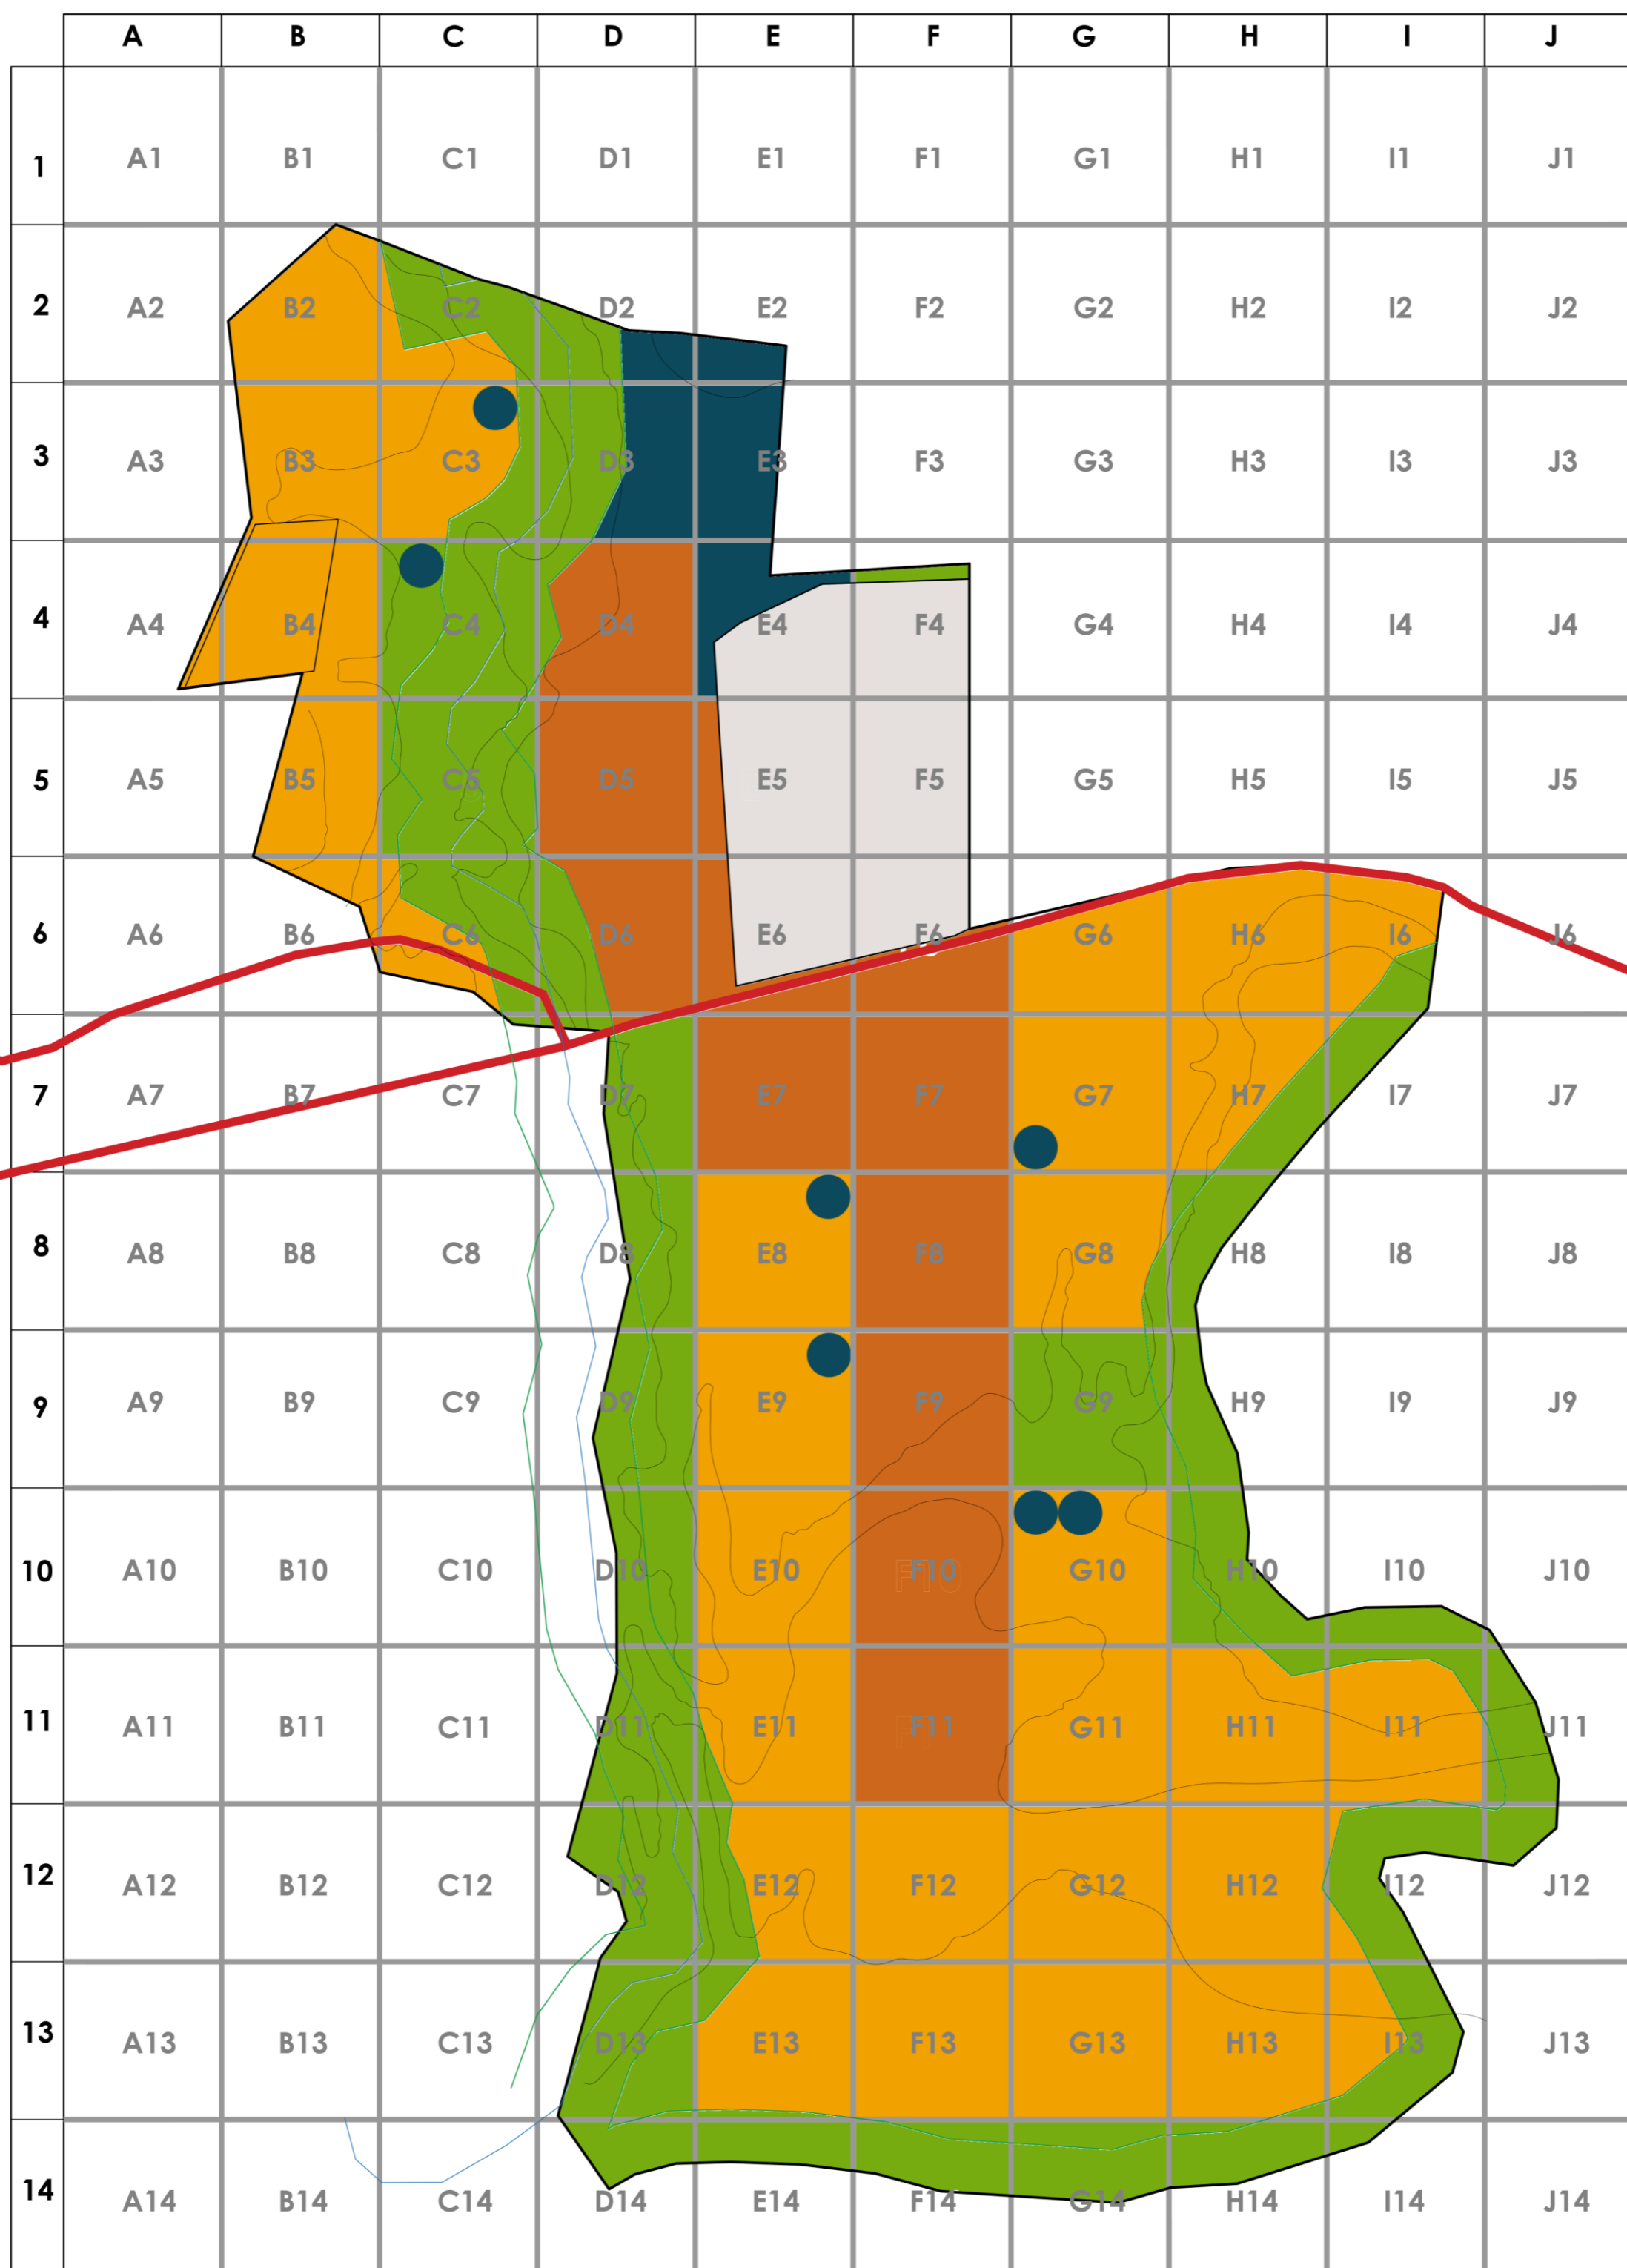 A B C D E F G H I J
1 A1 B1 C1 D1 E1 F1 G1 H1 I1 J1
2 A2 B2 C2 D2 E2 F2 G2 H2 I2 J2
3 A3 B3 C3 D3 E3 F3 G3 H3 I3 J3
4 A4 B4 C4 D4 E4 F4 G4 H4 I4 J4
5 A5 B5 C5 D5 E5 F5 G5 H5 I5 J5
6 A6 B6 C6 D6 E6 F6 G6 H6 I6 J6
7 A7 B7 C7 D7 E7 F7 G7 H7 I7 J7
8 A8 B8 C8 D8 E8 F8 G8 H8 I8 J8
9 A9 B9 C9 D9 E9 F9 G9 H9 I9 J9
10 A10 B10 C10 D10 E10 F10 G10 H10 I10 J10
11 A11 B11 C11 D11 E11 F11 G11 H11 I11 J11
12 A12 B12 C12 D12 E12 F12 G12 H12 I12 J12
13 A13 B13 C13 D13 E13 F13 G13 H13 I13 J13
14 A14 B14 C14 D14 E14 F14 G14 H14 I14 J14